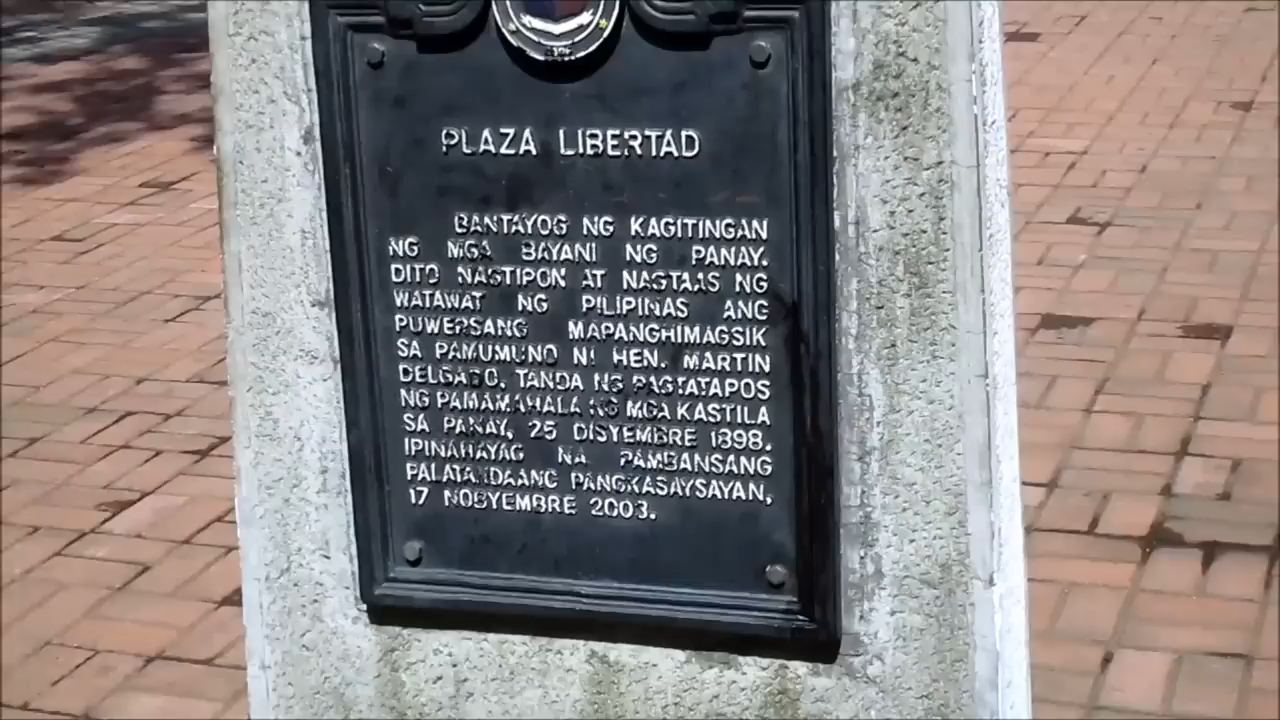 PLAZA LIBERTAD
BANTAYOG NG KAGITINGAN
NG MGA BAYANI NG PANAY.
DITO NAGTIPON AT NAGTAAS NG
WATAWAT NG PILIPINAS ANG
PUWERSANG MAPANGHIMAGSIK
SA PAMUMUNO NI HEN. MARTIN
DELGADO, TANDA NG PAGTATAPOS
NG PAMAMAHALA NG MGA KASTILA
SA PANAY, 25 DISYEMBRE 1898.
IPINAHAYAG NA PAMBANSANG
PALATANDAANG PANGKASAYSAYAN,
17 NOBYEMBRE 2003.